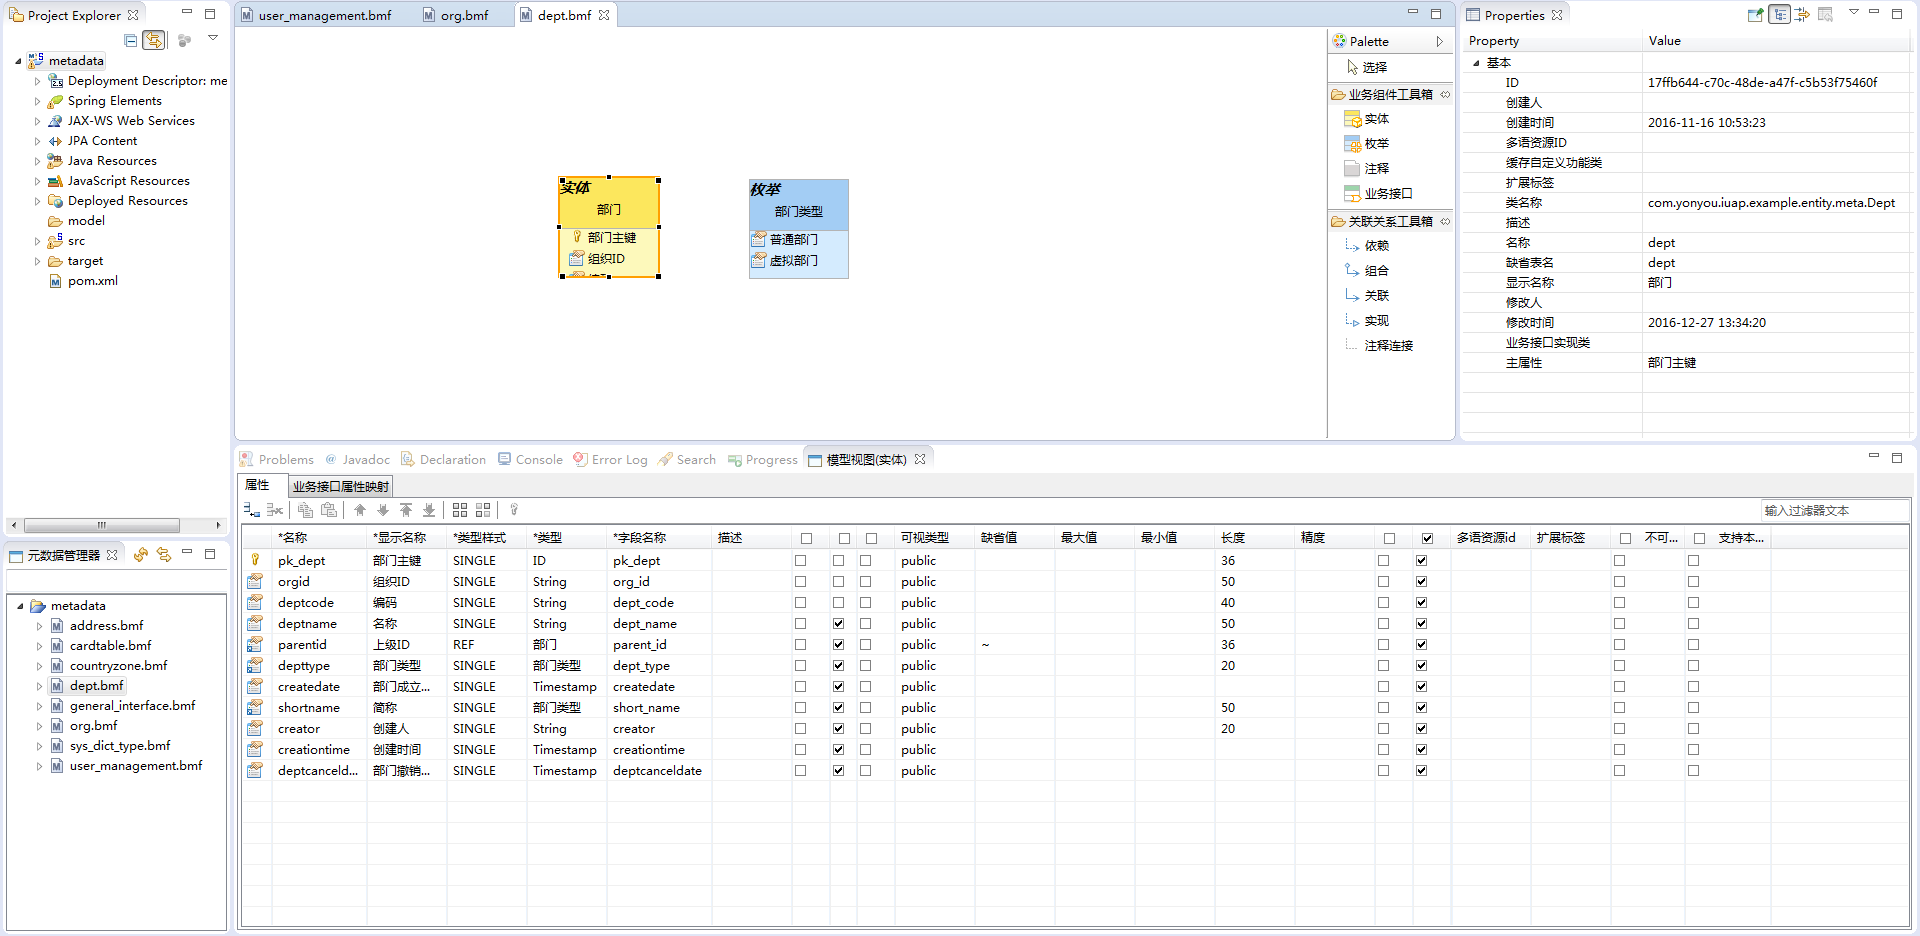 Project Explorer
metadata
Deployment Descriptor: me
Spring Elements
JAX-WS Web Services
JPA Content
Java Resources
JavaScript Resources
Deployed Resources
model
src
target
pom.xml
元数据管理器
metadata
address.bmf
cardtable.bmf
countryzone.bmf
dept.bmf
general_interface.bmf
org.bmf
sys_dict_type.bmf
user_management.bmf
user_management.bmf org.bmf dept.bmf
实体
部门
部门主键
组织ID
枚举
部门类型
普通部门
虚拟部门
Palette
选择
业务组件工具箱
实体
枚举
注释
业务接口
关联关系工具箱
依赖
组合
关联
实现
注释连接
Properties
Property Value
基本
ID 17ffb644-c70c-48de-a47f-c5b53f75460f
创建人
创建时间 2016-11-16 10:53:23
多语资源ID
缓存自定义功能类
扩展标签
类名称 com.yonyou.iuap.example.entity.meta.Dept
描述
名称 dept
缺省表名 dept
显示名称 部门
修改人
修改时间 2016-12-27 13:34:20
业务接口实现类
主属性 部门主键
Problems @ Javadoc Declaration Console Error Log Search Progress 模型视图(实体)
属性 业务接口属性映射
输入过滤器文本
*名称 *显示名称 *类型样式 *类型 *字段名称 描述 可视类型 缺省值 最大值 最小值 长度 精度 多语资源id 扩展标签 不可... 支持本...
pk_dept 部门主键 SINGLE ID pk_dept public 36
orgid 组织ID SINGLE String org_id public 50
deptcode 编码 SINGLE String dept_code public 40
deptname 名称 SINGLE String dept_name public 50
parentid 上级ID REF 部门 parent_id public ~ 36
depttype 部门类型 SINGLE 部门类型 dept_type public 20
createdate 部门成立... SINGLE Timestamp createdate public
shortname 简称 SINGLE 部门类型 short_name public 50
creator 创建人 SINGLE String creator public 20
creationtime 创建时间 SINGLE Timestamp creationtime public
deptcanceld... 部门撤销... SINGLE Timestamp deptcanceldate public